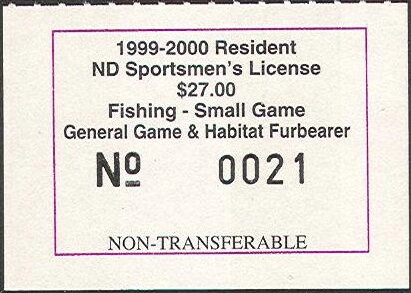 1999-2000 Resident
ND Sportsmen's License
$27.00
Fishing - Small Game
General Game & Habitat Furbearer
Nº 0021
NON-TRANSFERABLE